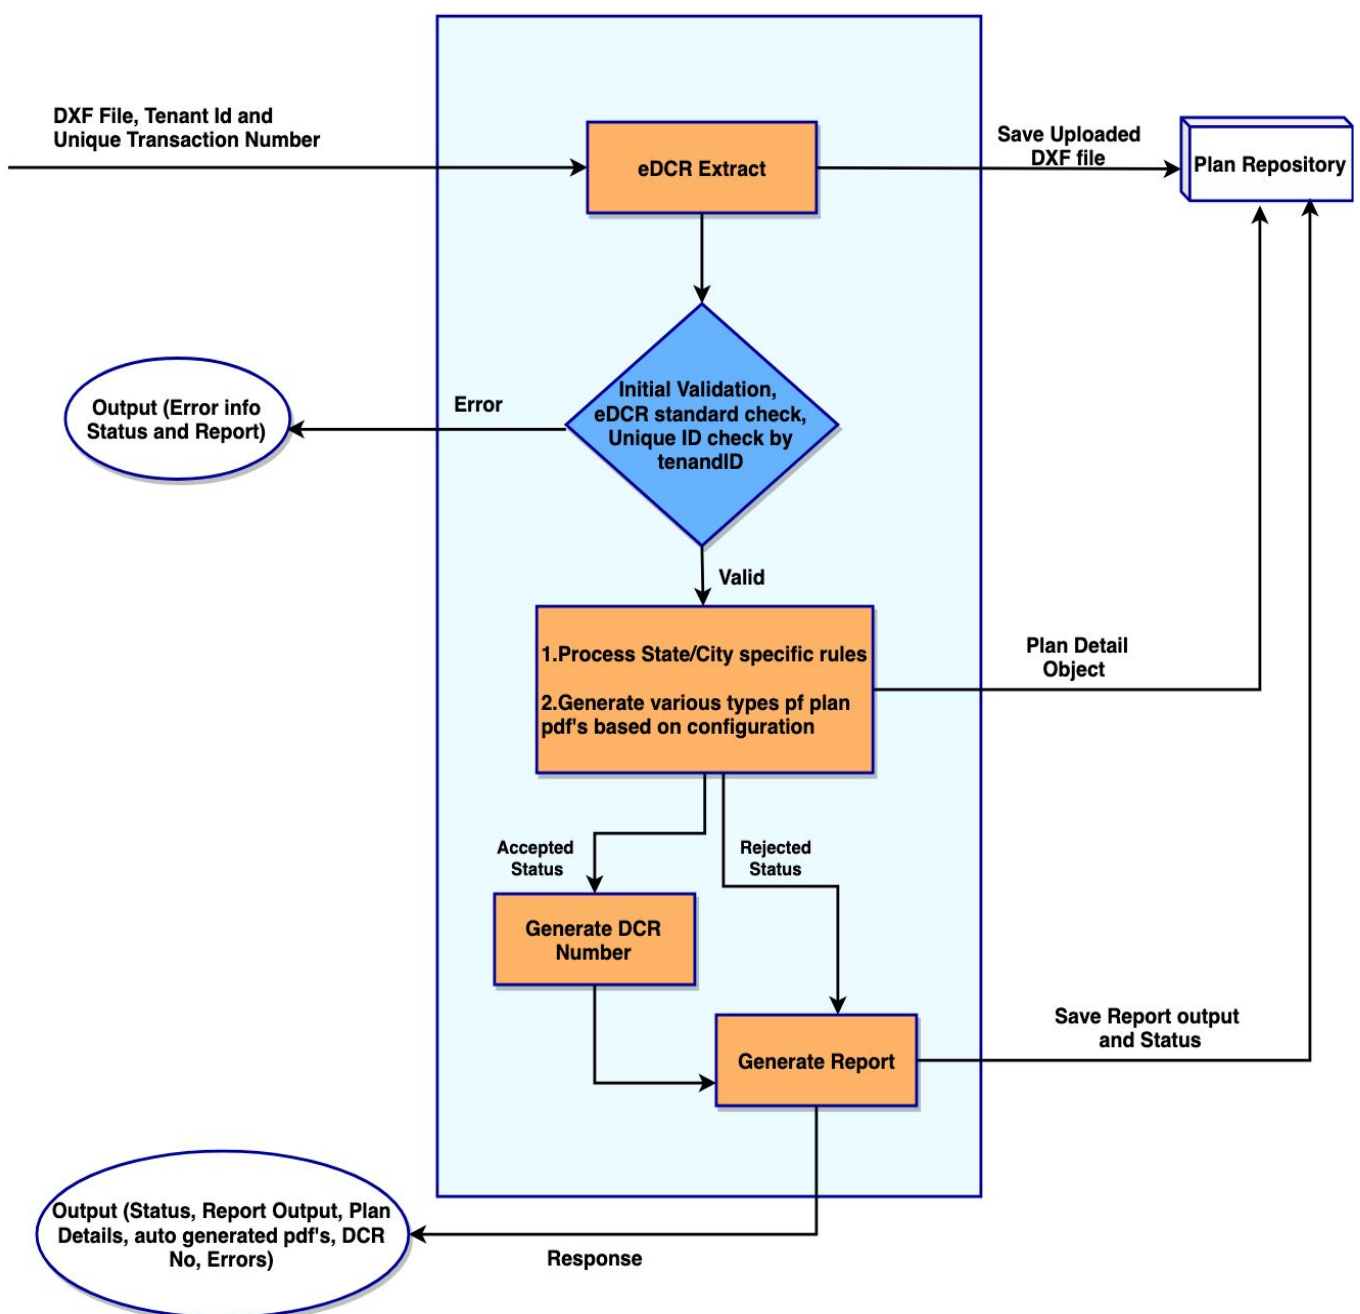 DXF File, Tenant Id and
Unique Transaction Number
eDCR Extract
Save Uploaded
DXF file
Plan Repository
Initial Validation,
eDCR standard check,
Unique ID check by
tenandID
Error
Output (Error info
Status and Report)
Valid
1.Process State/City specific rules
2.Generate various types pf plan
pdf's based on configuration
Plan Detail
Object
Accepted
Status
Rejected
Status
Generate DCR
Number
Generate Report
Save Report output
and Status
Output (Status, Report Output, Plan
Details, auto generated pdf's, DCR
No, Errors)
Response